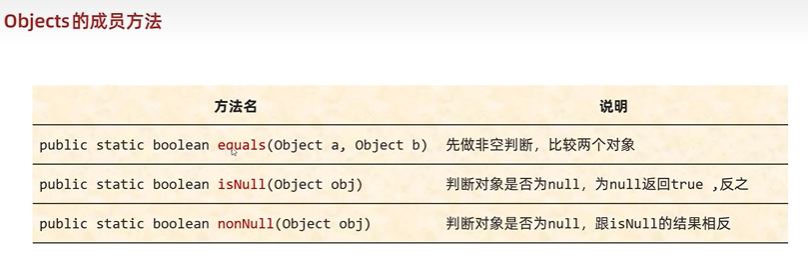 Objects的成员方法
方法名 说明
public static boolean equals(Object a, Object b) 先做非空判断，比较两个对象
public static boolean isNull(Object obj) 判断对象是否为null，为null返回true ,反之
public static boolean nonNull(Object obj) 判断对象是否为null，跟isNull的结果相反